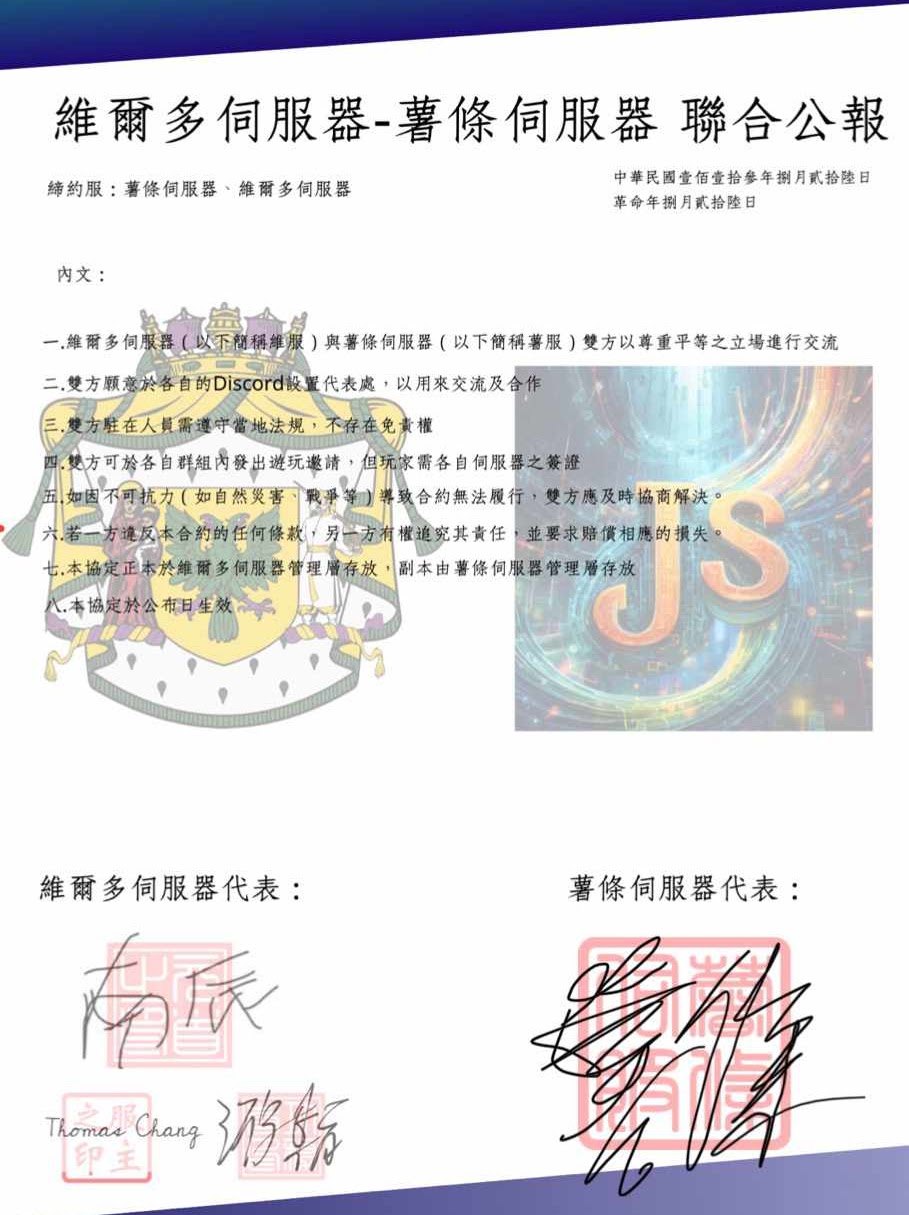 維爾多伺服器-薯條伺服器 聯合公報
締約服：薯條伺服器、維爾多伺服器
中華民國壹佰壹拾參年捌月貳拾陸日
革命年捌月貳拾陸日
內文：
一.維爾多伺服器（以下簡稱維服）與薯條伺服器（以下簡稱薯服）雙方以尊重平等之立場進行交流
二.雙方願意於各自的Discord設置代表處，以用來交流及合作
三.雙方駐在人員需遵守當地法規，不存在免責權
四.雙方可於各自群組內發出遊玩邀請，但玩家需各自伺服器之簽證
五.如因不可抗力（如自然災害、戰爭等）導致合約無法履行，雙方應及時協商解決。
六.若一方違反本合約的任何條款，另一方有權追究其責任，並要求賠償相應的損失。
七.本協定正本於維爾多伺服器管理層存放，副本由薯條伺服器管理層存放
八.本協定於公布日生效
JS
維爾多伺服器代表：
薯條伺服器代表：
南辰
薯條
伺服
Thomas Chang
服主
之印